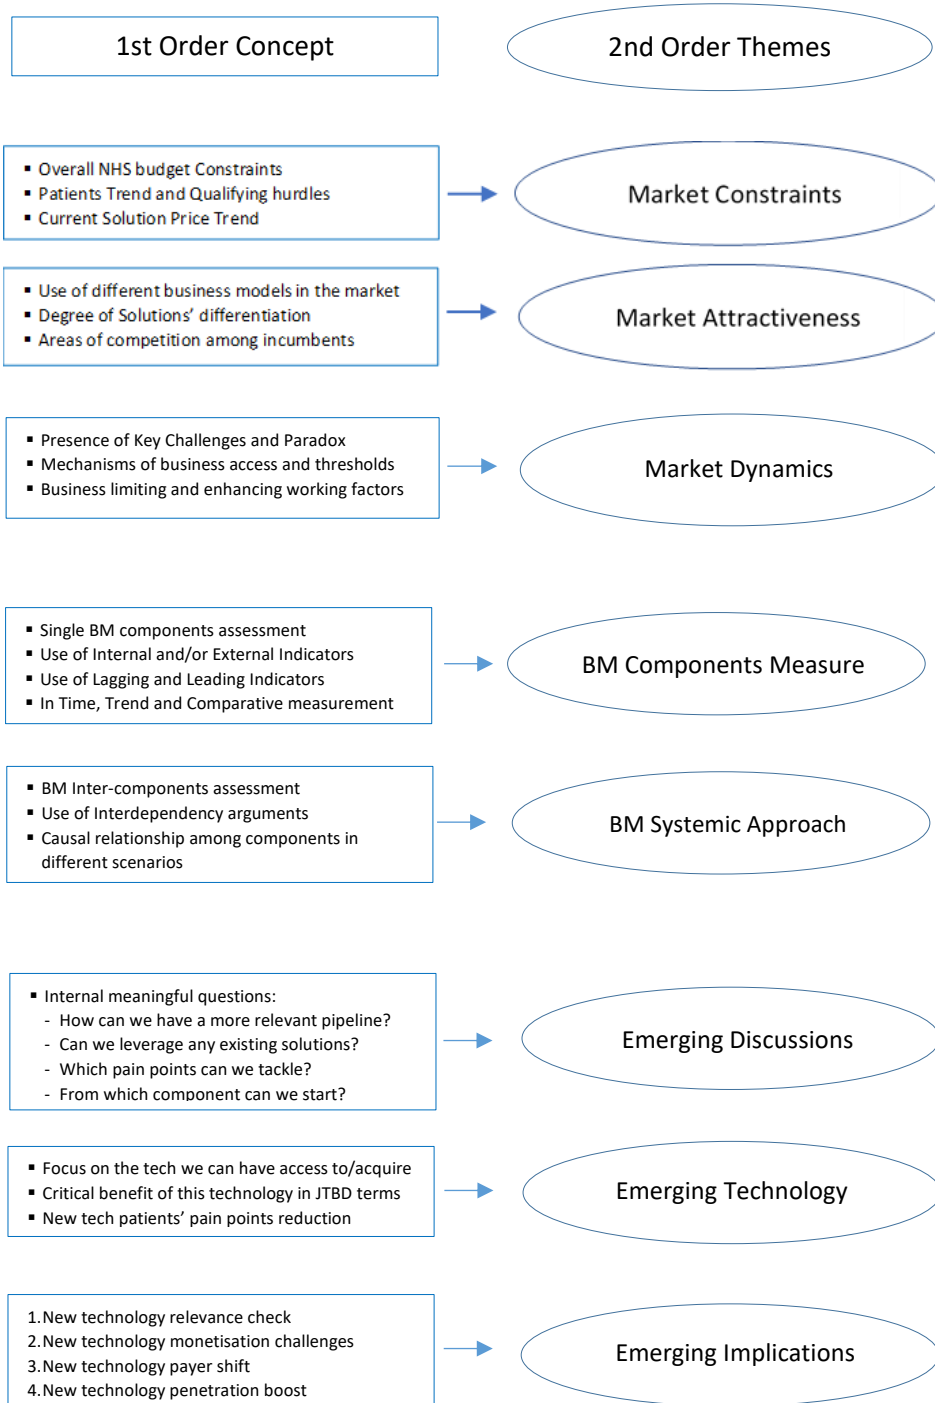 1st Order Concept
2nd Order Themes
▪ Overall NHS budget Constraints
▪ Patients Trend and Qualifying hurdles
▪ Current Solution Price Trend
Market Constraints
▪ Use of different business models in the market
▪ Degree of Solutions’ differentiation
▪ Areas of competition among incumbents
Market Attractiveness
▪ Presence of Key Challenges and Paradox
▪ Mechanisms of business access and thresholds
▪ Business limiting and enhancing working factors
Market Dynamics
▪ Single BM components assessment
▪ Use of Internal and/or External Indicators
▪ Use of Lagging and Leading Indicators
▪ In Time, Trend and Comparative measurement
BM Components Measure
▪ BM Inter-components assessment
▪ Use of Interdependency arguments
▪ Causal relationship among components in
different scenarios
BM Systemic Approach
▪ Internal meaningful questions:
- How can we have a more relevant pipeline?
- Can we leverage any existing solutions?
- Which pain points can we tackle?
- From which component can we start?
Emerging Discussions
▪ Focus on the tech we can have access to/acquire
▪ Critical benefit of this technology in JTBD terms
▪ New tech patients’ pain points reduction
Emerging Technology
1.New technology relevance check
2.New technology monetisation challenges
3.New technology payer shift
4.New technology penetration boost
Emerging Implications